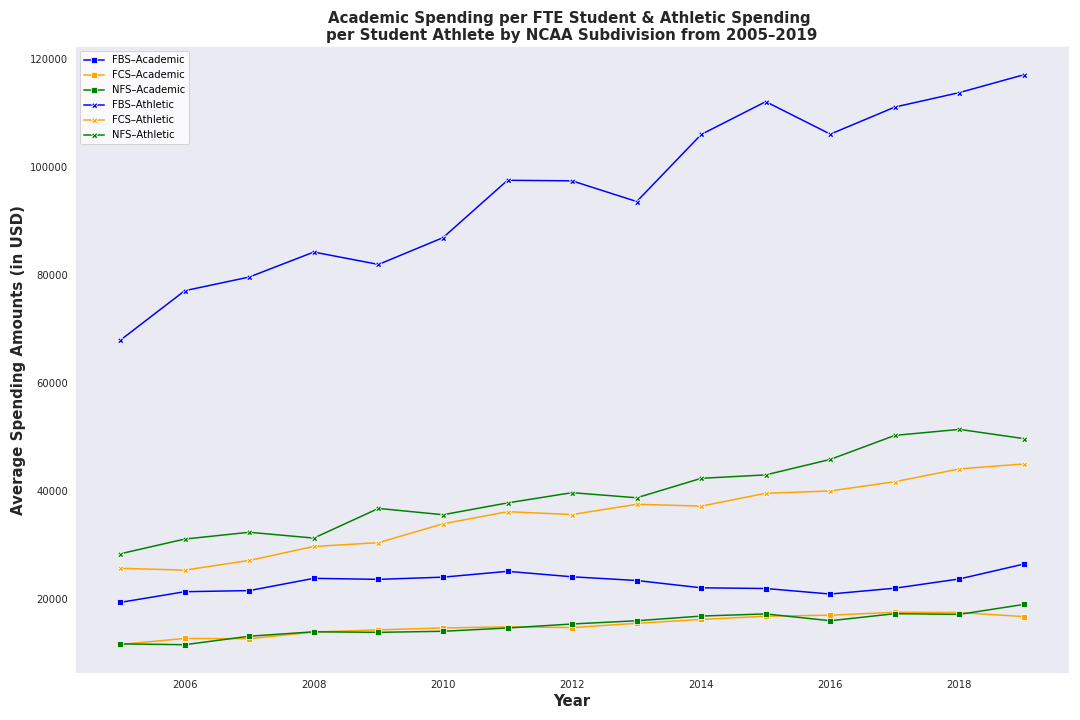 Academic Spending per FTE Student & Athletic Spending
per Student Athlete by NCAA Subdivision from 2005–2019
FBS–Academic
FCS–Academic
NFS–Academic
FBS–Athletic
FCS–Athletic
NFS–Athletic
120000
100000
80000
60000
40000
20000
Average Spending Amounts (in USD)
2006
2008
2010
2012
2014
2016
2018
Year